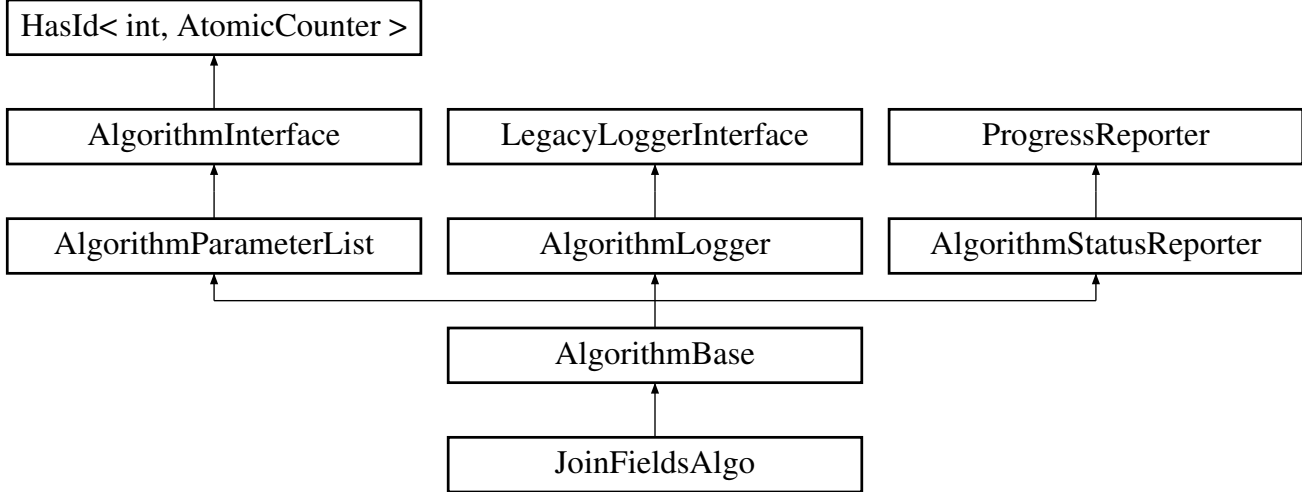 HasId< int, AtomicCounter >
AlgorithmInterface
LegacyLoggerInterface
ProgressReporter
AlgorithmParameterList
AlgorithmLogger
AlgorithmStatusReporter
AlgorithmBase
JoinFieldsAlgo